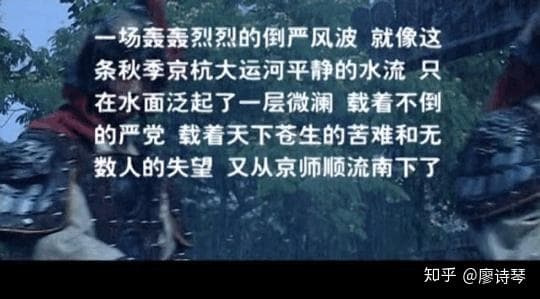 一场轰轰烈烈的倒严风波 就像这
条秋季京杭大运河平静的水流 只
在水面泛起了一层微澜 载着不倒
的严党 载着天下苍生的苦难和无
数人的失望 又从京师顺流南下了
知乎 @廖诗琴